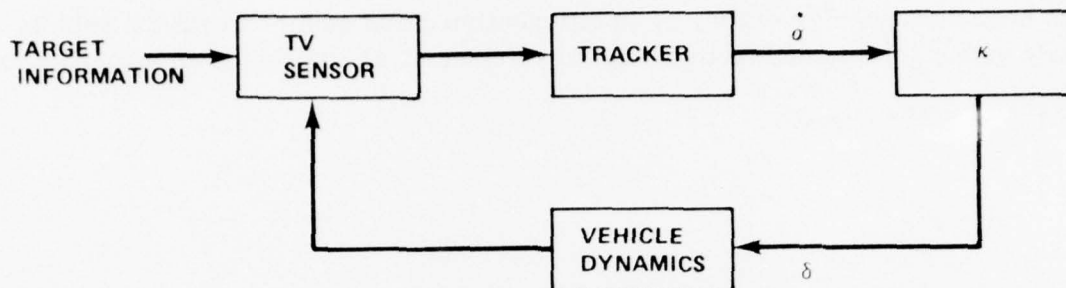 TARGET
INFORMATION
TV
SENSOR
TRACKER
σ̇
κ
VEHICLE
DYNAMICS
δ